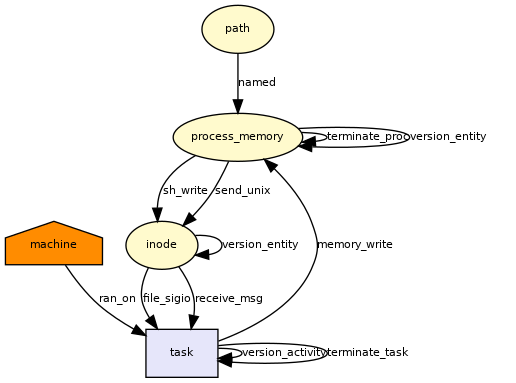 path
named
process_memory
terminate_proc
version_entity
sh_write
send_unix
machine
inode
version_entity
memory_write
ran_on
file_sigio
receive_msg
task
version_activity
terminate_task